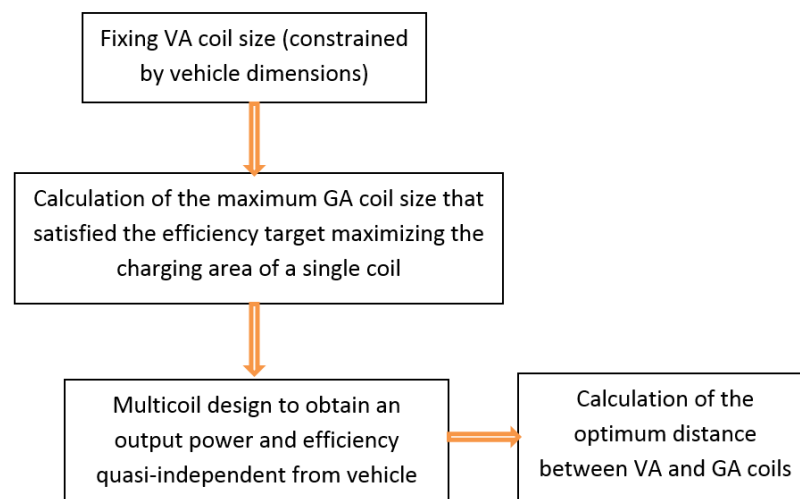 Fixing VA coil size (constrained
by vehicle dimensions)
Calculation of the maximum GA coil size that
satisfied the efficiency target maximizing the
charging area of a single coil
Multicoil design to obtain an
output power and efficiency
quasi-independent from vehicle
Calculation of the
optimum distance
between VA and GA coils